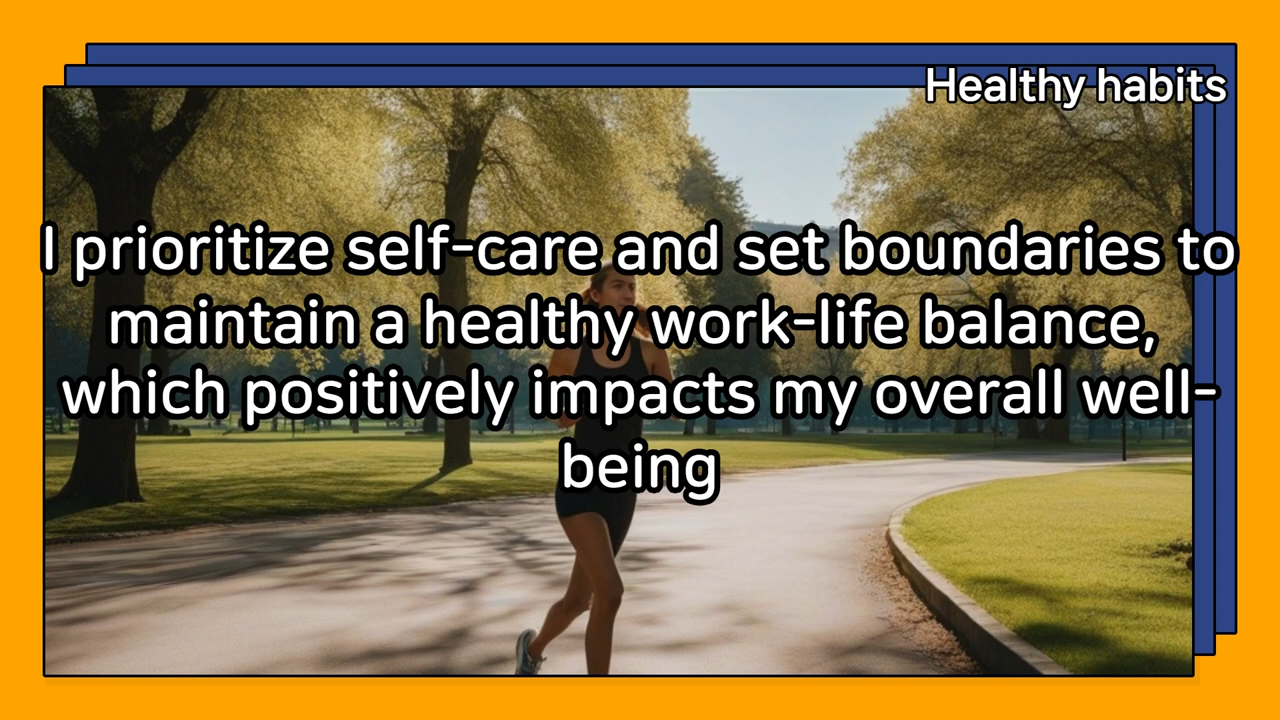 Healthy habits
I prioritize self-care and set boundaries to
maintain a healthy work-life balance,
which positively impacts my overall well-
being